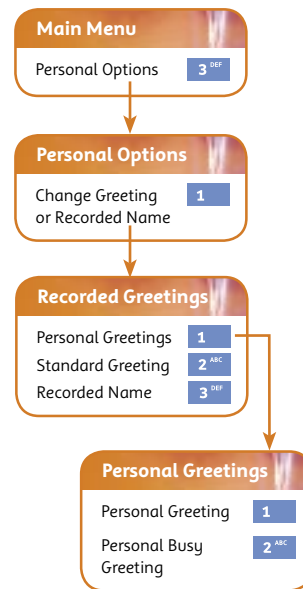 Main Menu
Personal Options 3 DEF
Personal Options
Change Greeting 1
or Recorded Name
Recorded Greetings
Personal Greetings 1
Standard Greeting 2 ABC
Recorded Name 3 DEF
Personal Greetings
Personal Greeting 1
Personal Busy 2 ABC
Greeting